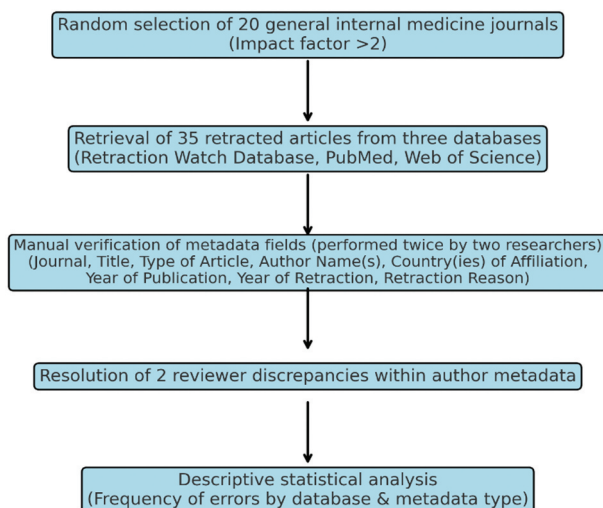 Random selection of 20 general internal medicine journals
(Impact factor >2)
Retrieval of 35 retracted articles from three databases
(Retraction Watch Database, PubMed, Web of Science)
Manual verification of metadata fields (performed twice by two researchers)
(Journal, Title, Type of Article, Author Name(s), Country(ies) of Affiliation,
Year of Publication, Year of Retraction, Retraction Reason)
Resolution of 2 reviewer discrepancies within author metadata
Descriptive statistical analysis
(Frequency of errors by database & metadata type)